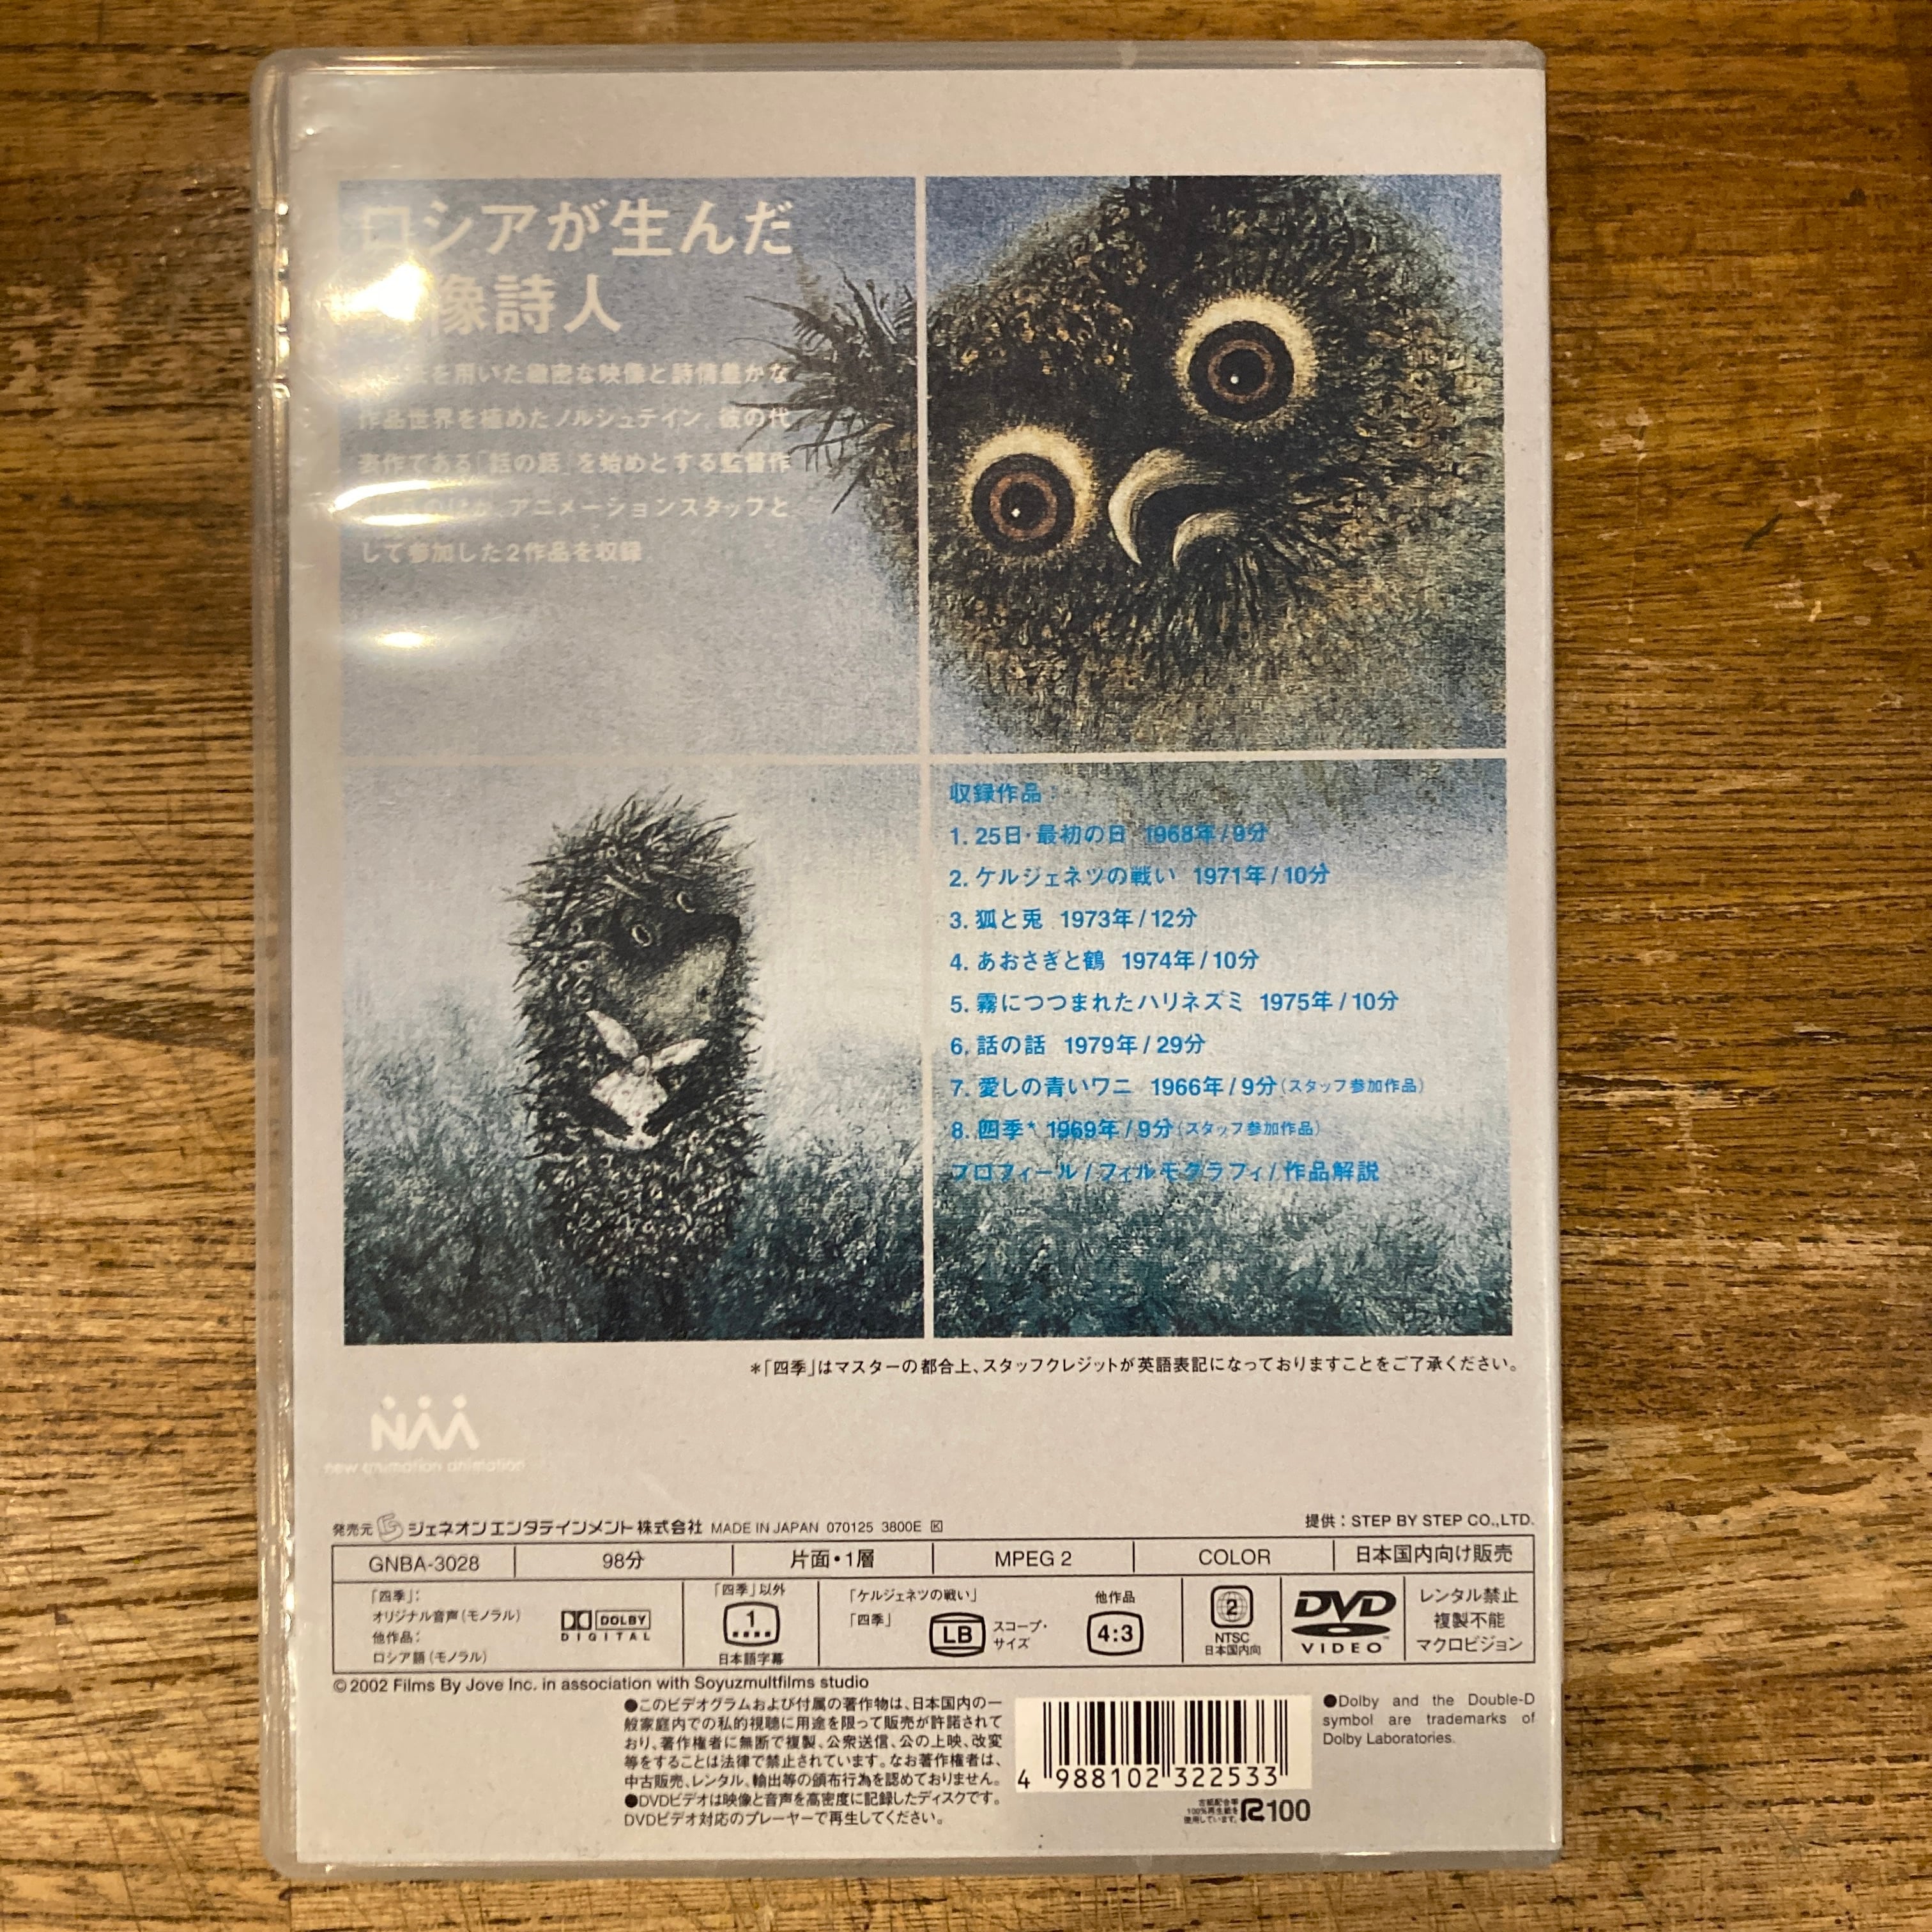 ロシアが生んだ
像詩人
を用いた緻密な映像と詩情豊かな
作品世界を極めたノルシュテイン。彼の代
表作である「話の話」を始めとする監督作
アニメーションスタッフと
して参加した2作品を収録
収録作品：
1. 25日・最初の日 1968年/9分
2. ケルジェネツの戦い 1971年/10分
3. 狐と兎 1973年/12分
4. あおさぎと鶴 1974年/10分
5. 霧につつまれたハリネズミ 1975年/10分
6. 話の話 1979年/29分
7. 愛しの青いワニ 1966年/9分(スタッフ参加作品)
8. 四季* 1969年/9分(スタッフ参加作品)
プロフィール/フィルモグラフィ/作品解説
*「四季」はマスターの都合上、スタッフクレジットが英語表記になっておりますことをご了承ください。
NAA
new animation animation
発売元 ジェネオン エンタテインメント株式会社 MADE IN JAPAN 070125 3800E K
提供：STEP BY STEP CO.,LTD.
GNBA-3028 98分 片面・1層 MPEG 2 COLOR 日本国内向け販売
「四季」:
オリジナル音声(モノラル)
他作品:
ロシア語(モノラル)
DOLBY
DIGITAL
「四季」以外
1
日本語字幕
「ケルジェネツの戦い」
「四季」
LB スコープ・
サイズ
他作品
4:3
2
NTSC
日本国内向
DVD
VIDEO
レンタル禁止
複製不能
マクロビジョン
©2002 Films By Jove Inc. in association with Soyuzmultfilms studio
●このビデオグラムおよび付属の著作物は、日本国内の一
般家庭内での私的視聴に用途を限って販売が許諾されて
おり、著作権者に無断で複製、公衆送信、公の上映、改変
等をすることは法律で禁止されています。なお著作権者は、
中古販売、レンタル、輸出等の頒布行為を認めておりません。
●DVDビデオは映像と音声を高密度に記録したディスクです。
DVDビデオ対応のプレーヤーで再生してください。
4 988102 322533
古紙配合率
100%再生紙を
使用しています。
R100
●Dolby and the Double-D
symbol are trademarks of
Dolby Laboratories.